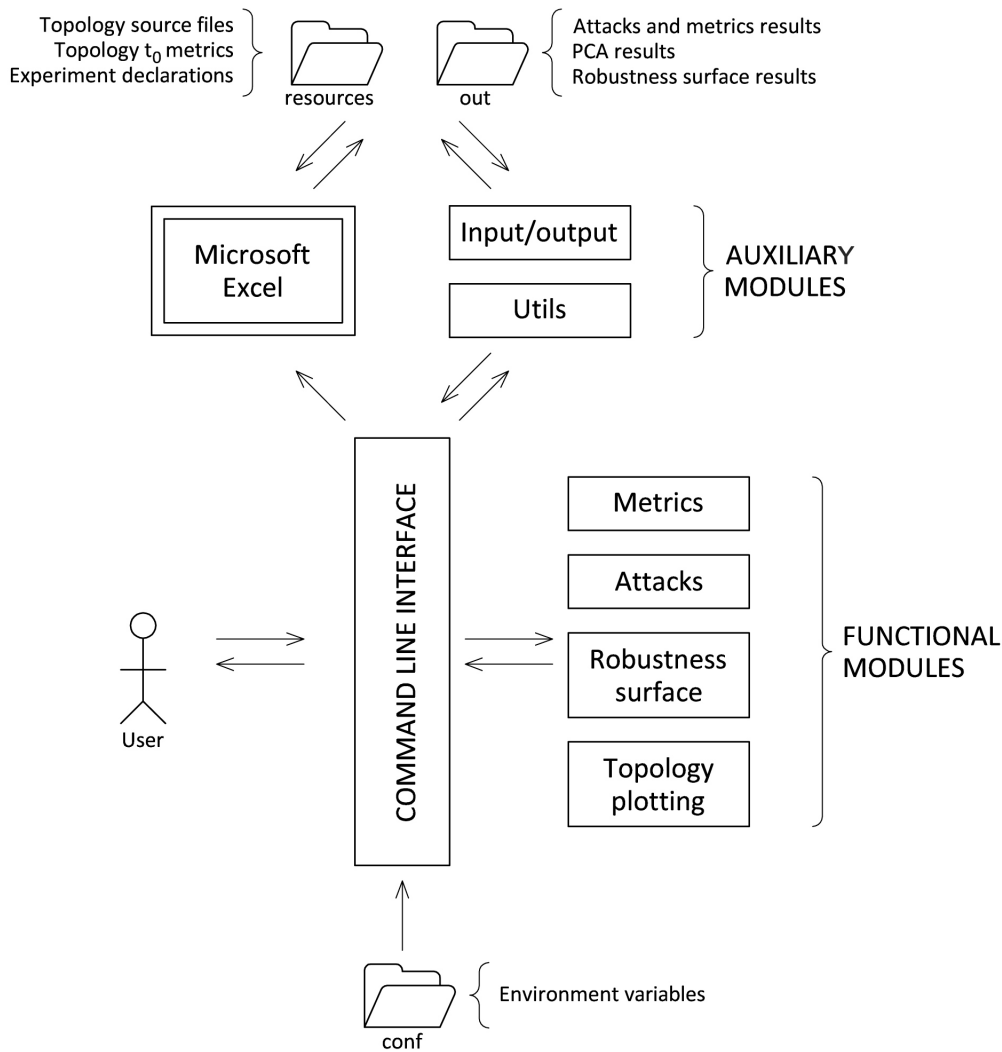 Topology source files
Topology t₀ metrics
Experiment declarations
resources
out
Attacks and metrics results
PCA results
Robustness surface results
Microsoft
Excel
Input/output
Utils
AUXILIARY
MODULES
COMMAND LINE INTERFACE
Metrics
Attacks
Robustness
surface
Topology
plotting
FUNCTIONAL
MODULES
User
conf
Environment variables